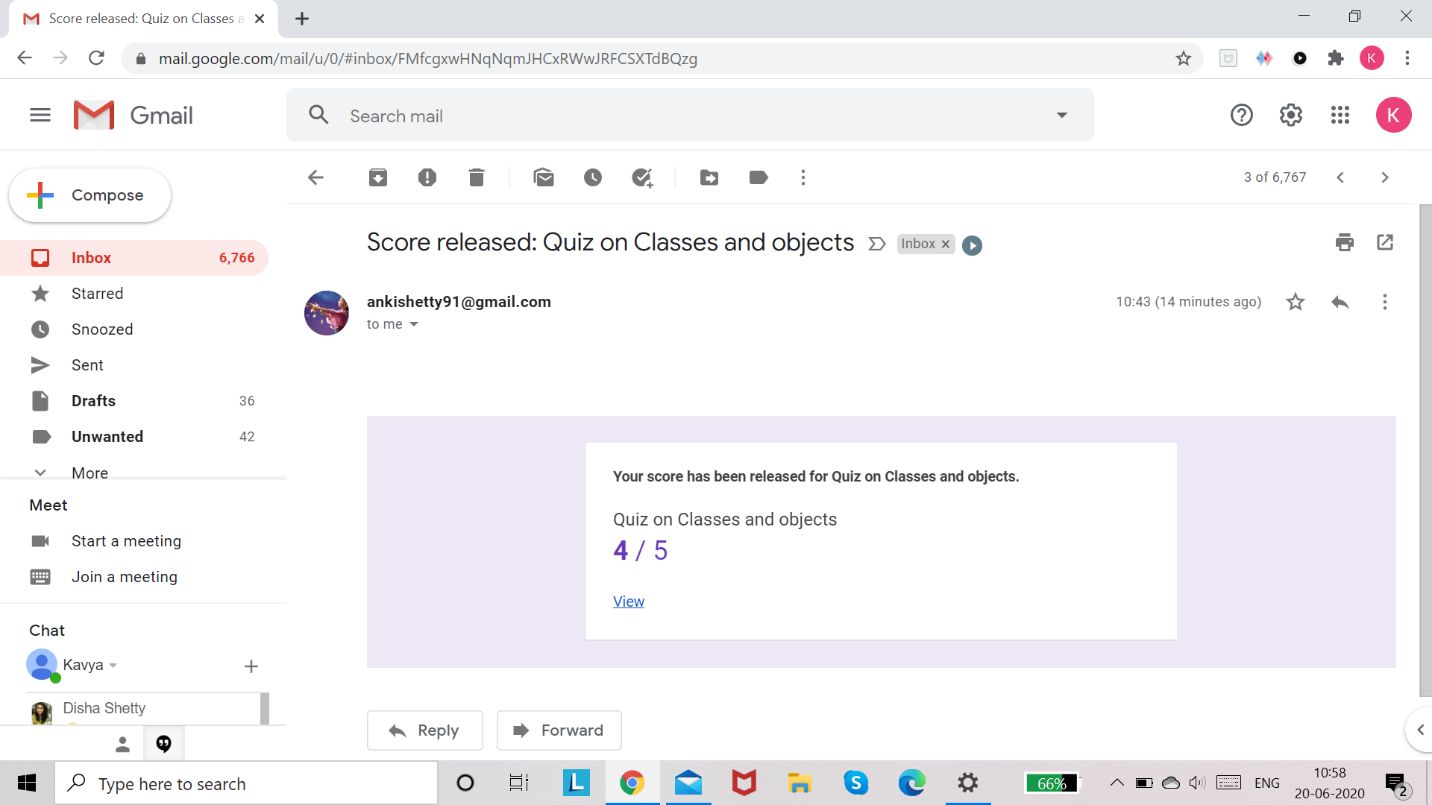 Score released: Quiz on Classes a
mail.google.com/mail/u/0/#inbox/FMfcgxwHNqNqmJHCxRWwJRFCSXTdBQzg
K
Gmail
Search mail
K
Compose
3 of 6,767
Inbox 6,766
Starred
Snoozed
Sent
Drafts 36
Unwanted 42
More
Meet
Start a meeting
Join a meeting
Chat
Kavya
Disha Shetty
Score released: Quiz on Classes and objects
Inbox x
ankishetty91@gmail.com
10:43 (14 minutes ago)
to me
Your score has been released for Quiz on Classes and objects.
Quiz on Classes and objects
4 / 5
View
Reply
Forward
Type here to search
L
S
66%
ENG
10:58
20-06-2020
2